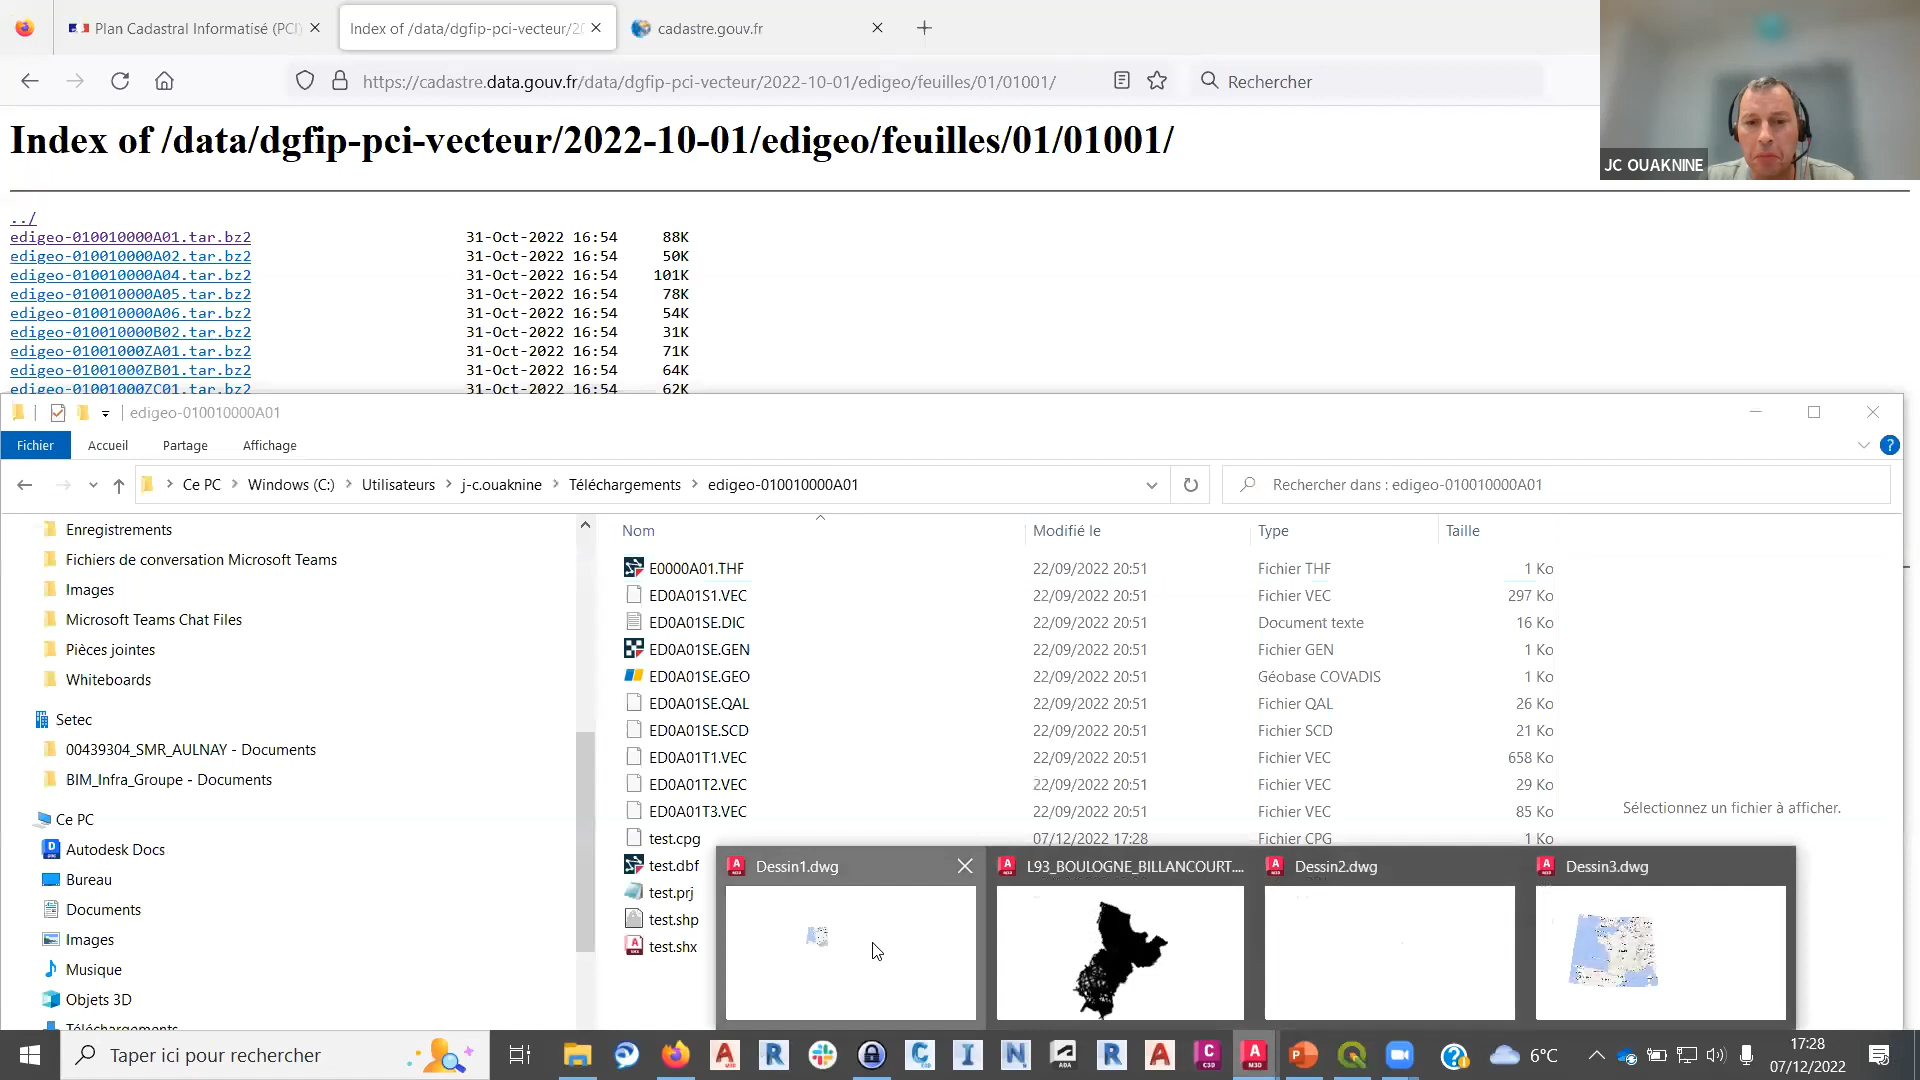 Plan Cadastral Informatisé (PCI)
Index of /data/dgfip-pci-vecteur/20
cadastre.gouv.fr
https://cadastre.data.gouv.fr/data/dgfip-pci-vecteur/2022-10-01/edigeo/feuilles/01/01001/
Rechercher
JC OUAKNINE
Index of /data/dgfip-pci-vecteur/2022-10-01/edigeo/feuilles/01/01001/
../
edigeo-010010000A01.tar.bz2 31-Oct-2022 16:54 88K
edigeo-010010000A02.tar.bz2 31-Oct-2022 16:54 50K
edigeo-010010000A04.tar.bz2 31-Oct-2022 16:54 101K
edigeo-010010000A05.tar.bz2 31-Oct-2022 16:54 78K
edigeo-010010000A06.tar.bz2 31-Oct-2022 16:54 54K
edigeo-010010000B02.tar.bz2 31-Oct-2022 16:54 31K
edigeo-01001000ZA01.tar.bz2 31-Oct-2022 16:54 71K
edigeo-01001000ZB01.tar.bz2 31-Oct-2022 16:54 64K
edigeo-01001000ZC01.tar.bz2 31-Oct-2022 16:54 62K
edigeo-010010000A01
Fichier Accueil Partage Affichage
Ce PC Windows (C:) Utilisateurs j-c.ouaknine Téléchargements edigeo-010010000A01
Rechercher dans : edigeo-010010000A01
Enregistrements
Fichiers de conversation Microsoft Teams
Images
Microsoft Teams Chat Files
Pièces jointes
Whiteboards
Setec
00439304_SMR_AULNAY - Documents
BIM_Infra_Groupe - Documents
Ce PC
Autodesk Docs
Bureau
Documents
Images
Musique
Objets 3D
Téléchargements
Nom Modifié le Type Taille
E0000A01.THF 22/09/2022 20:51 Fichier THF 1 Ko
ED0A01S1.VEC 22/09/2022 20:51 Fichier VEC 297 Ko
ED0A01SE.DIC 22/09/2022 20:51 Document texte 16 Ko
ED0A01SE.GEN 22/09/2022 20:51 Fichier GEN 1 Ko
ED0A01SE.GEO 22/09/2022 20:51 Géobase COVADIS 1 Ko
ED0A01SE.QAL 22/09/2022 20:51 Fichier QAL 26 Ko
ED0A01SE.SCD 22/09/2022 20:51 Fichier SCD 21 Ko
ED0A01T1.VEC 22/09/2022 20:51 Fichier VEC 658 Ko
ED0A01T2.VEC 22/09/2022 20:51 Fichier VEC 29 Ko
ED0A01T3.VEC 22/09/2022 20:51 Fichier VEC 85 Ko
test.cpg 07/12/2022 17:28 Fichier CPG 1 Ko
test.dbf
test.prj
test.shp
test.shx
Sélectionnez un fichier à afficher.
Dessin1.dwg
L93_BOULOGNE_BILLANCOURT....
Dessin2.dwg
Dessin3.dwg
Taper ici pour rechercher
6°C
17:28
07/12/2022